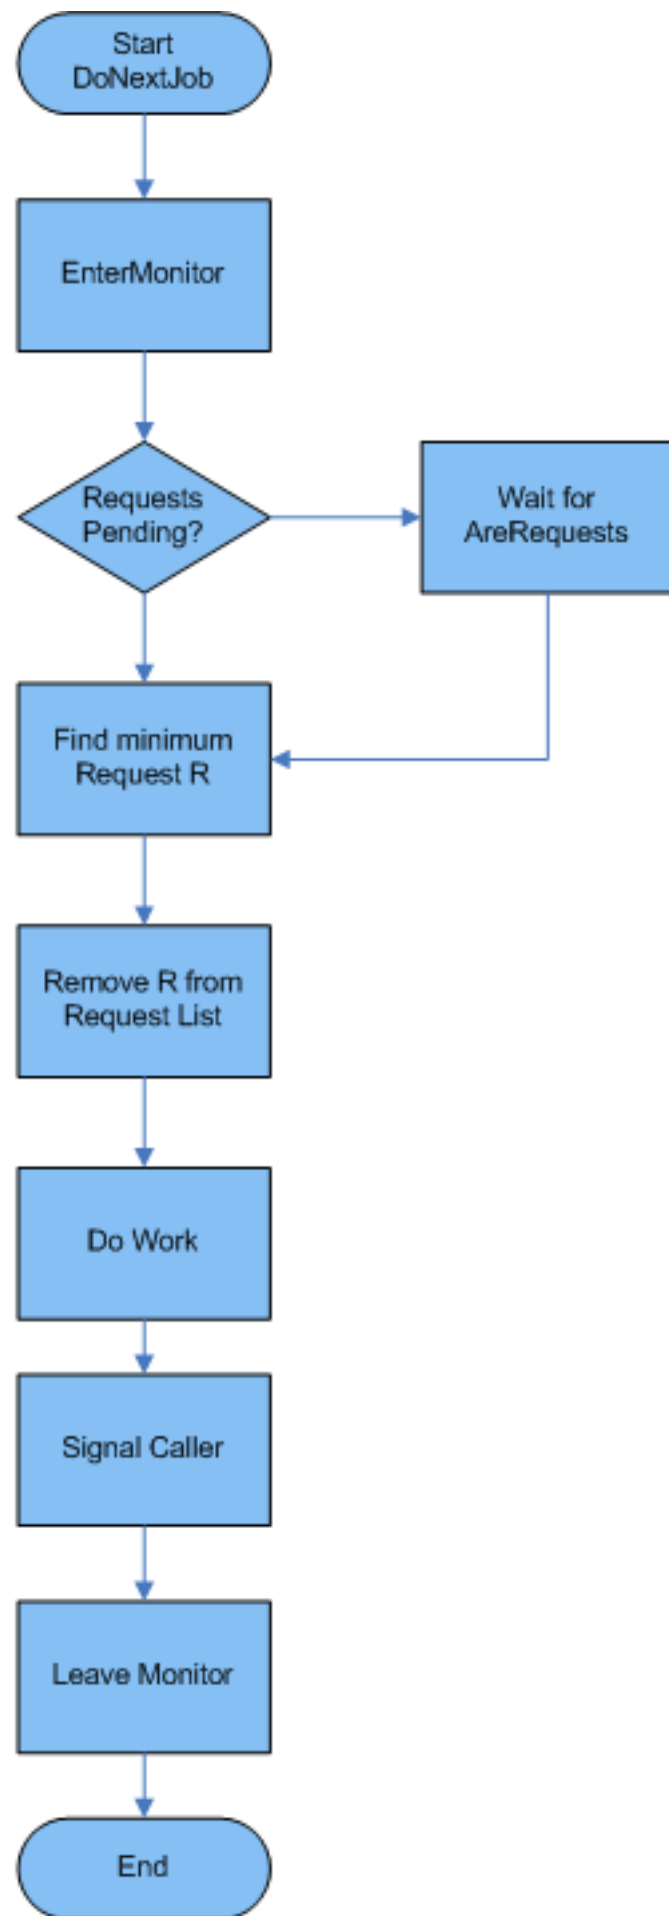 Start
DoNextJob
EnterMonitor
Requests
Pending?
Wait for
AreRequests
Find minimum
Request R
Remove R from
Request List
Do Work
Signal Caller
Leave Monitor
End